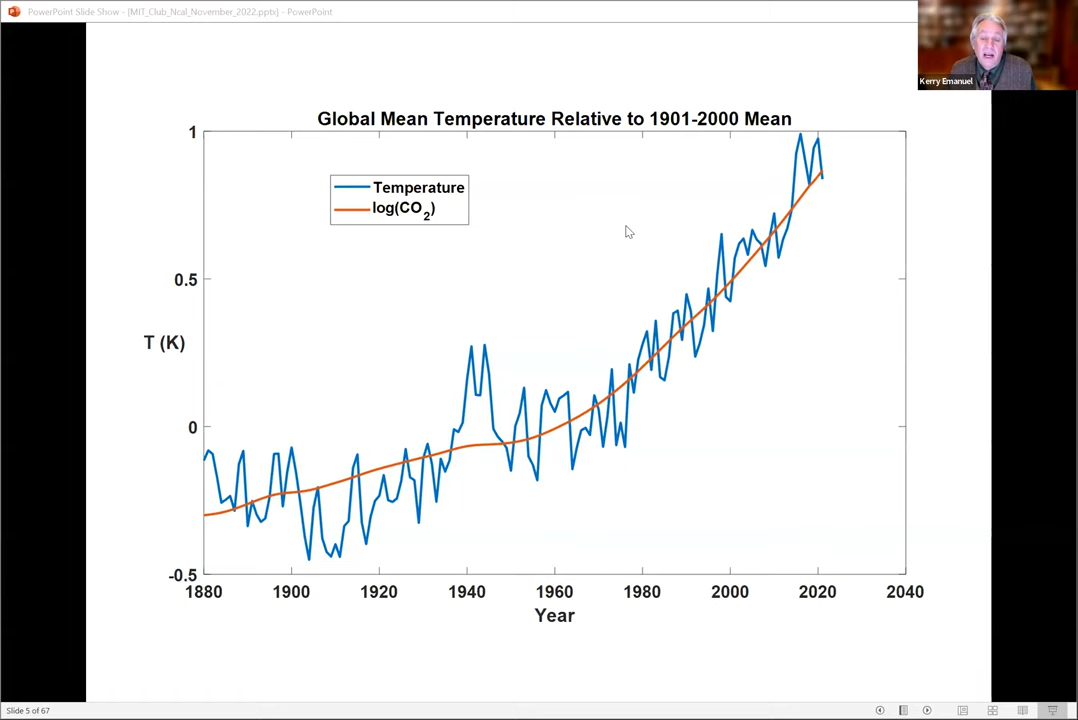 PowerPoint Slide Show - [MIT_Club_Ncal_November_2022.pptx] - PowerPoint
Kerry Emanuel
Global Mean Temperature Relative to 1901-2000 Mean
Temperature
log(CO2)
1
0.5
0
-0.5
T (K)
1880 1900 1920 1940 1960 1980 2000 2020 2040
Year
Slide 5 of 67